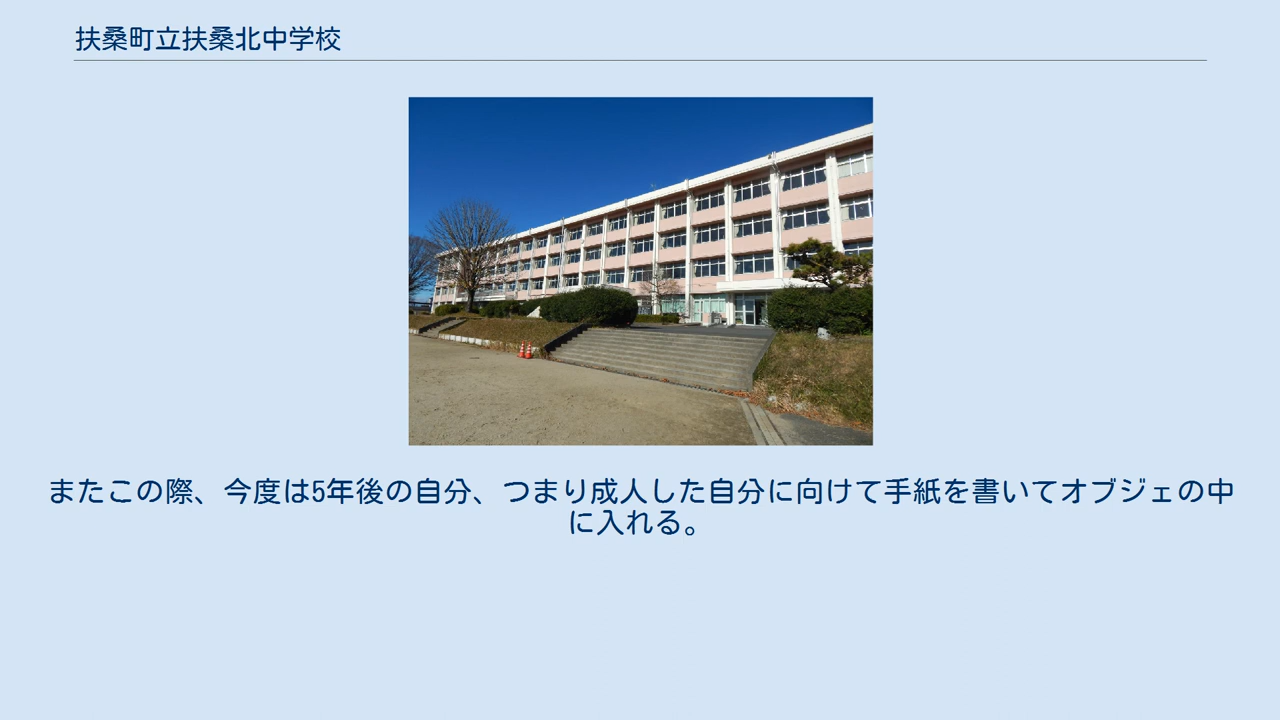 扶桑町立扶桑北中学校
またこの際、今度は5年後の自分、つまり成人した自分に向けて手紙を書いてオブジェの中
に入れる。